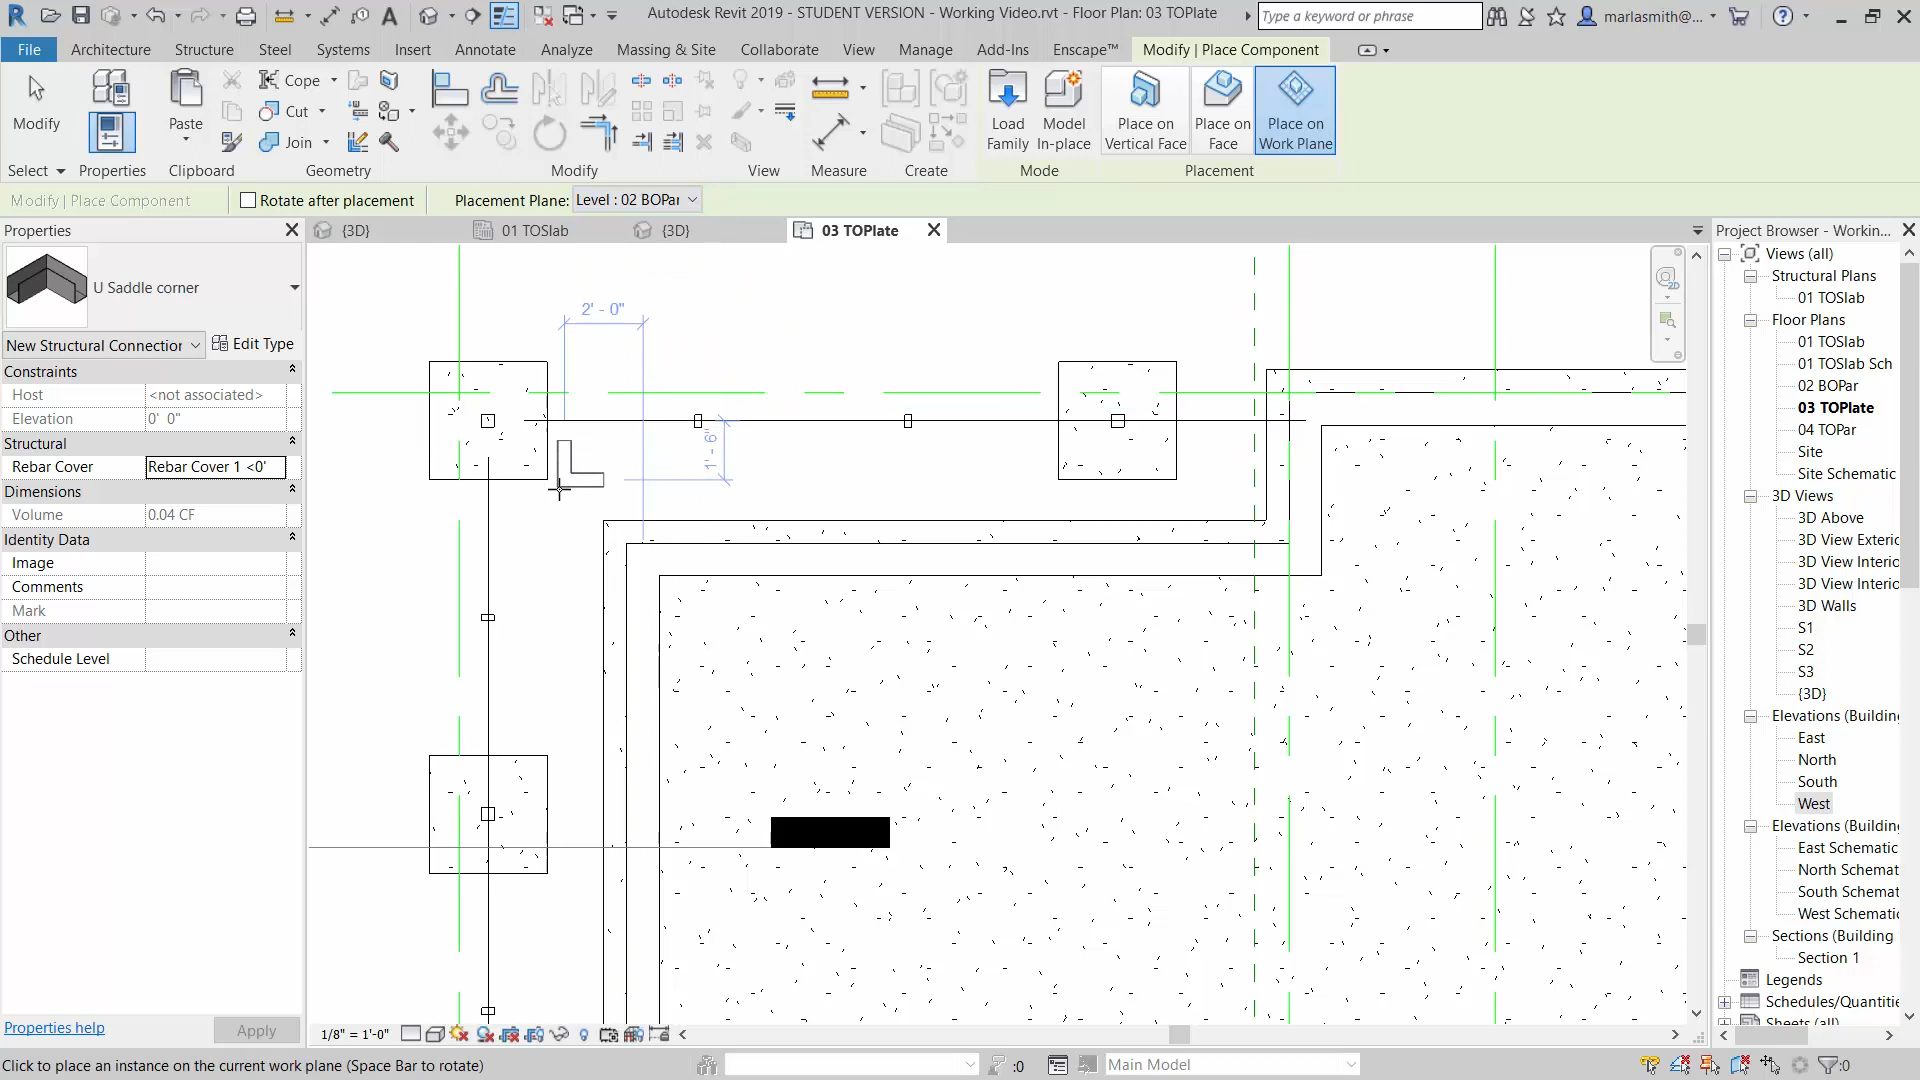 Autodesk Revit 2019 - STUDENT VERSION - Working Video.rvt - Floor Plan: 03 TOPlate
Type a keyword or phrase
marlasmith@...
File Architecture Structure Steel Systems Insert Annotate Analyze Massing & Site Collaborate View Manage Add-Ins Enscape™ Modify | Place Component
Modify
Paste
Cope
Cut
Join
Load Family
Model In-place
Place on Vertical Face
Place on Face
Place on Work Plane
Select Properties Clipboard Geometry Modify View Measure Create Mode Placement
Modify | Place Component
Rotate after placement
Placement Plane: Level : 02 BOPar
Properties
{3D}
01 TOSlab
{3D}
03 TOPlate
U Saddle corner
New Structural Connection
Edit Type
Constraints
Host <not associated>
Elevation 0' 0"
Structural
Rebar Cover Rebar Cover 1 <0'
Dimensions
Volume 0.04 CF
Identity Data
Image
Comments
Mark
Other
Schedule Level
Properties help
Apply
2' - 0"
1' - 6"
2D
Project Browser - Workin...
Views (all)
Structural Plans
01 TOSlab
Floor Plans
01 TOSlab
01 TOSlab Sch
02 BOPar
03 TOPlate
04 TOPar
Site
Site Schematic
3D Views
3D Above
3D View Exteric
3D View Interic
3D View Interic
3D Walls
S1
S2
S3
{3D}
Elevations (Building
East
North
South
West
Elevations (Building
East Schematic
North Schemat
South Schemat
West Schematic
Sections (Building
Section 1
Legends
Schedules/Quantitie
Sheets (all)
1/8" = 1'-0"
Click to place an instance on the current work plane (Space Bar to rotate)
:0
Main Model
:0